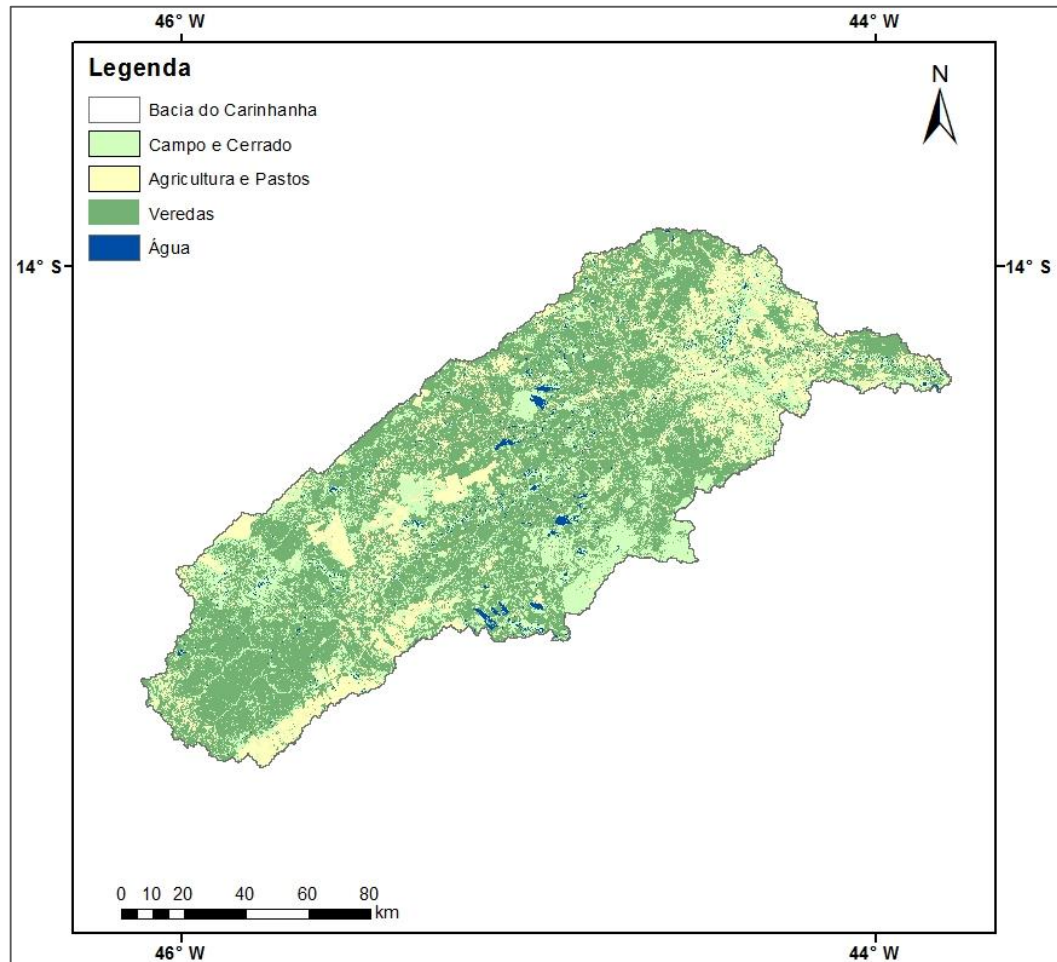 46° W 44° W
Legenda
N
Bacia do Carinhanha
Campo e Cerrado
Agricultura e Pastos
Veredas
Água
14° S 14° S
0 10 20 40 60 80
km
46° W 44° W